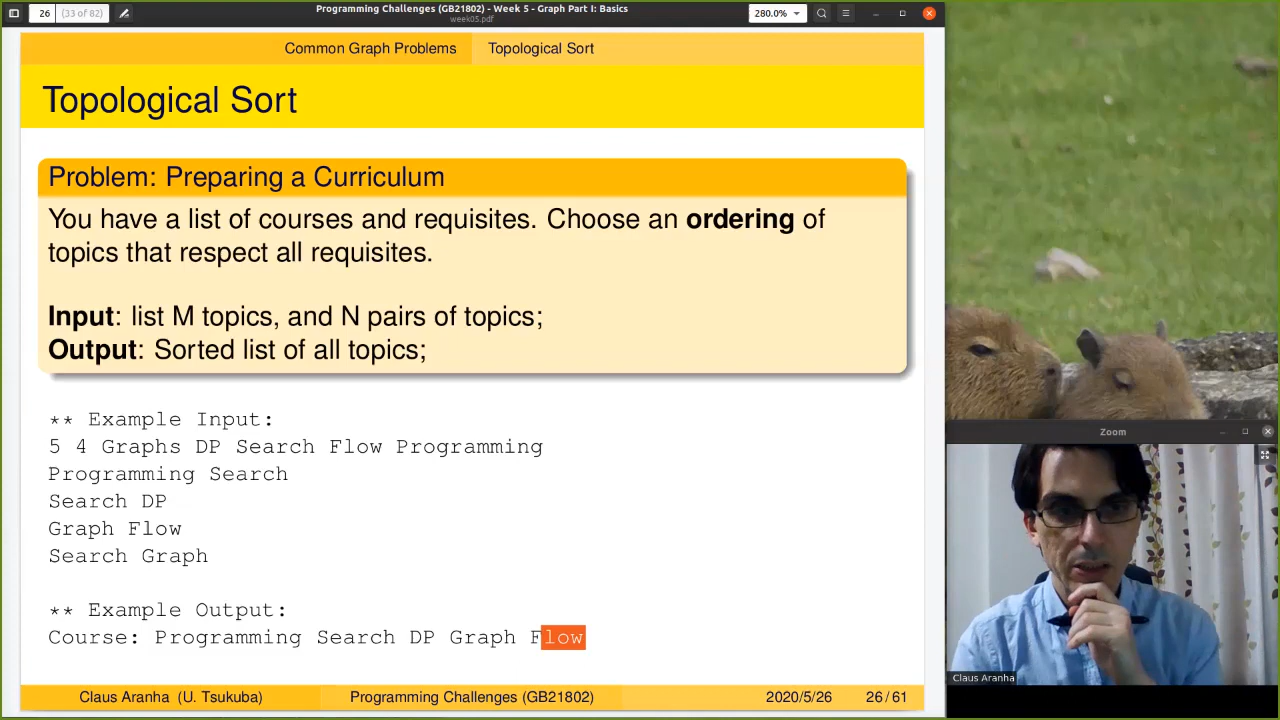 26 (33 of 82)
Programming Challenges (GB21802) - Week 5 - Graph Part I: Basics
week05.pdf
280.0%
Common Graph Problems Topological Sort
Topological Sort
Problem: Preparing a Curriculum
You have a list of courses and requisites. Choose an ordering of
topics that respect all requisites.
Input: list M topics, and N pairs of topics;
Output: Sorted list of all topics;
** Example Input:
5 4 Graphs DP Search Flow Programming
Programming Search
Search DP
Graph Flow
Search Graph
** Example Output:
Course: Programming Search DP Graph Flow
Claus Aranha (U. Tsukuba) Programming Challenges (GB21802) 2020/5/26 26 / 61
Zoom
Claus Aranha